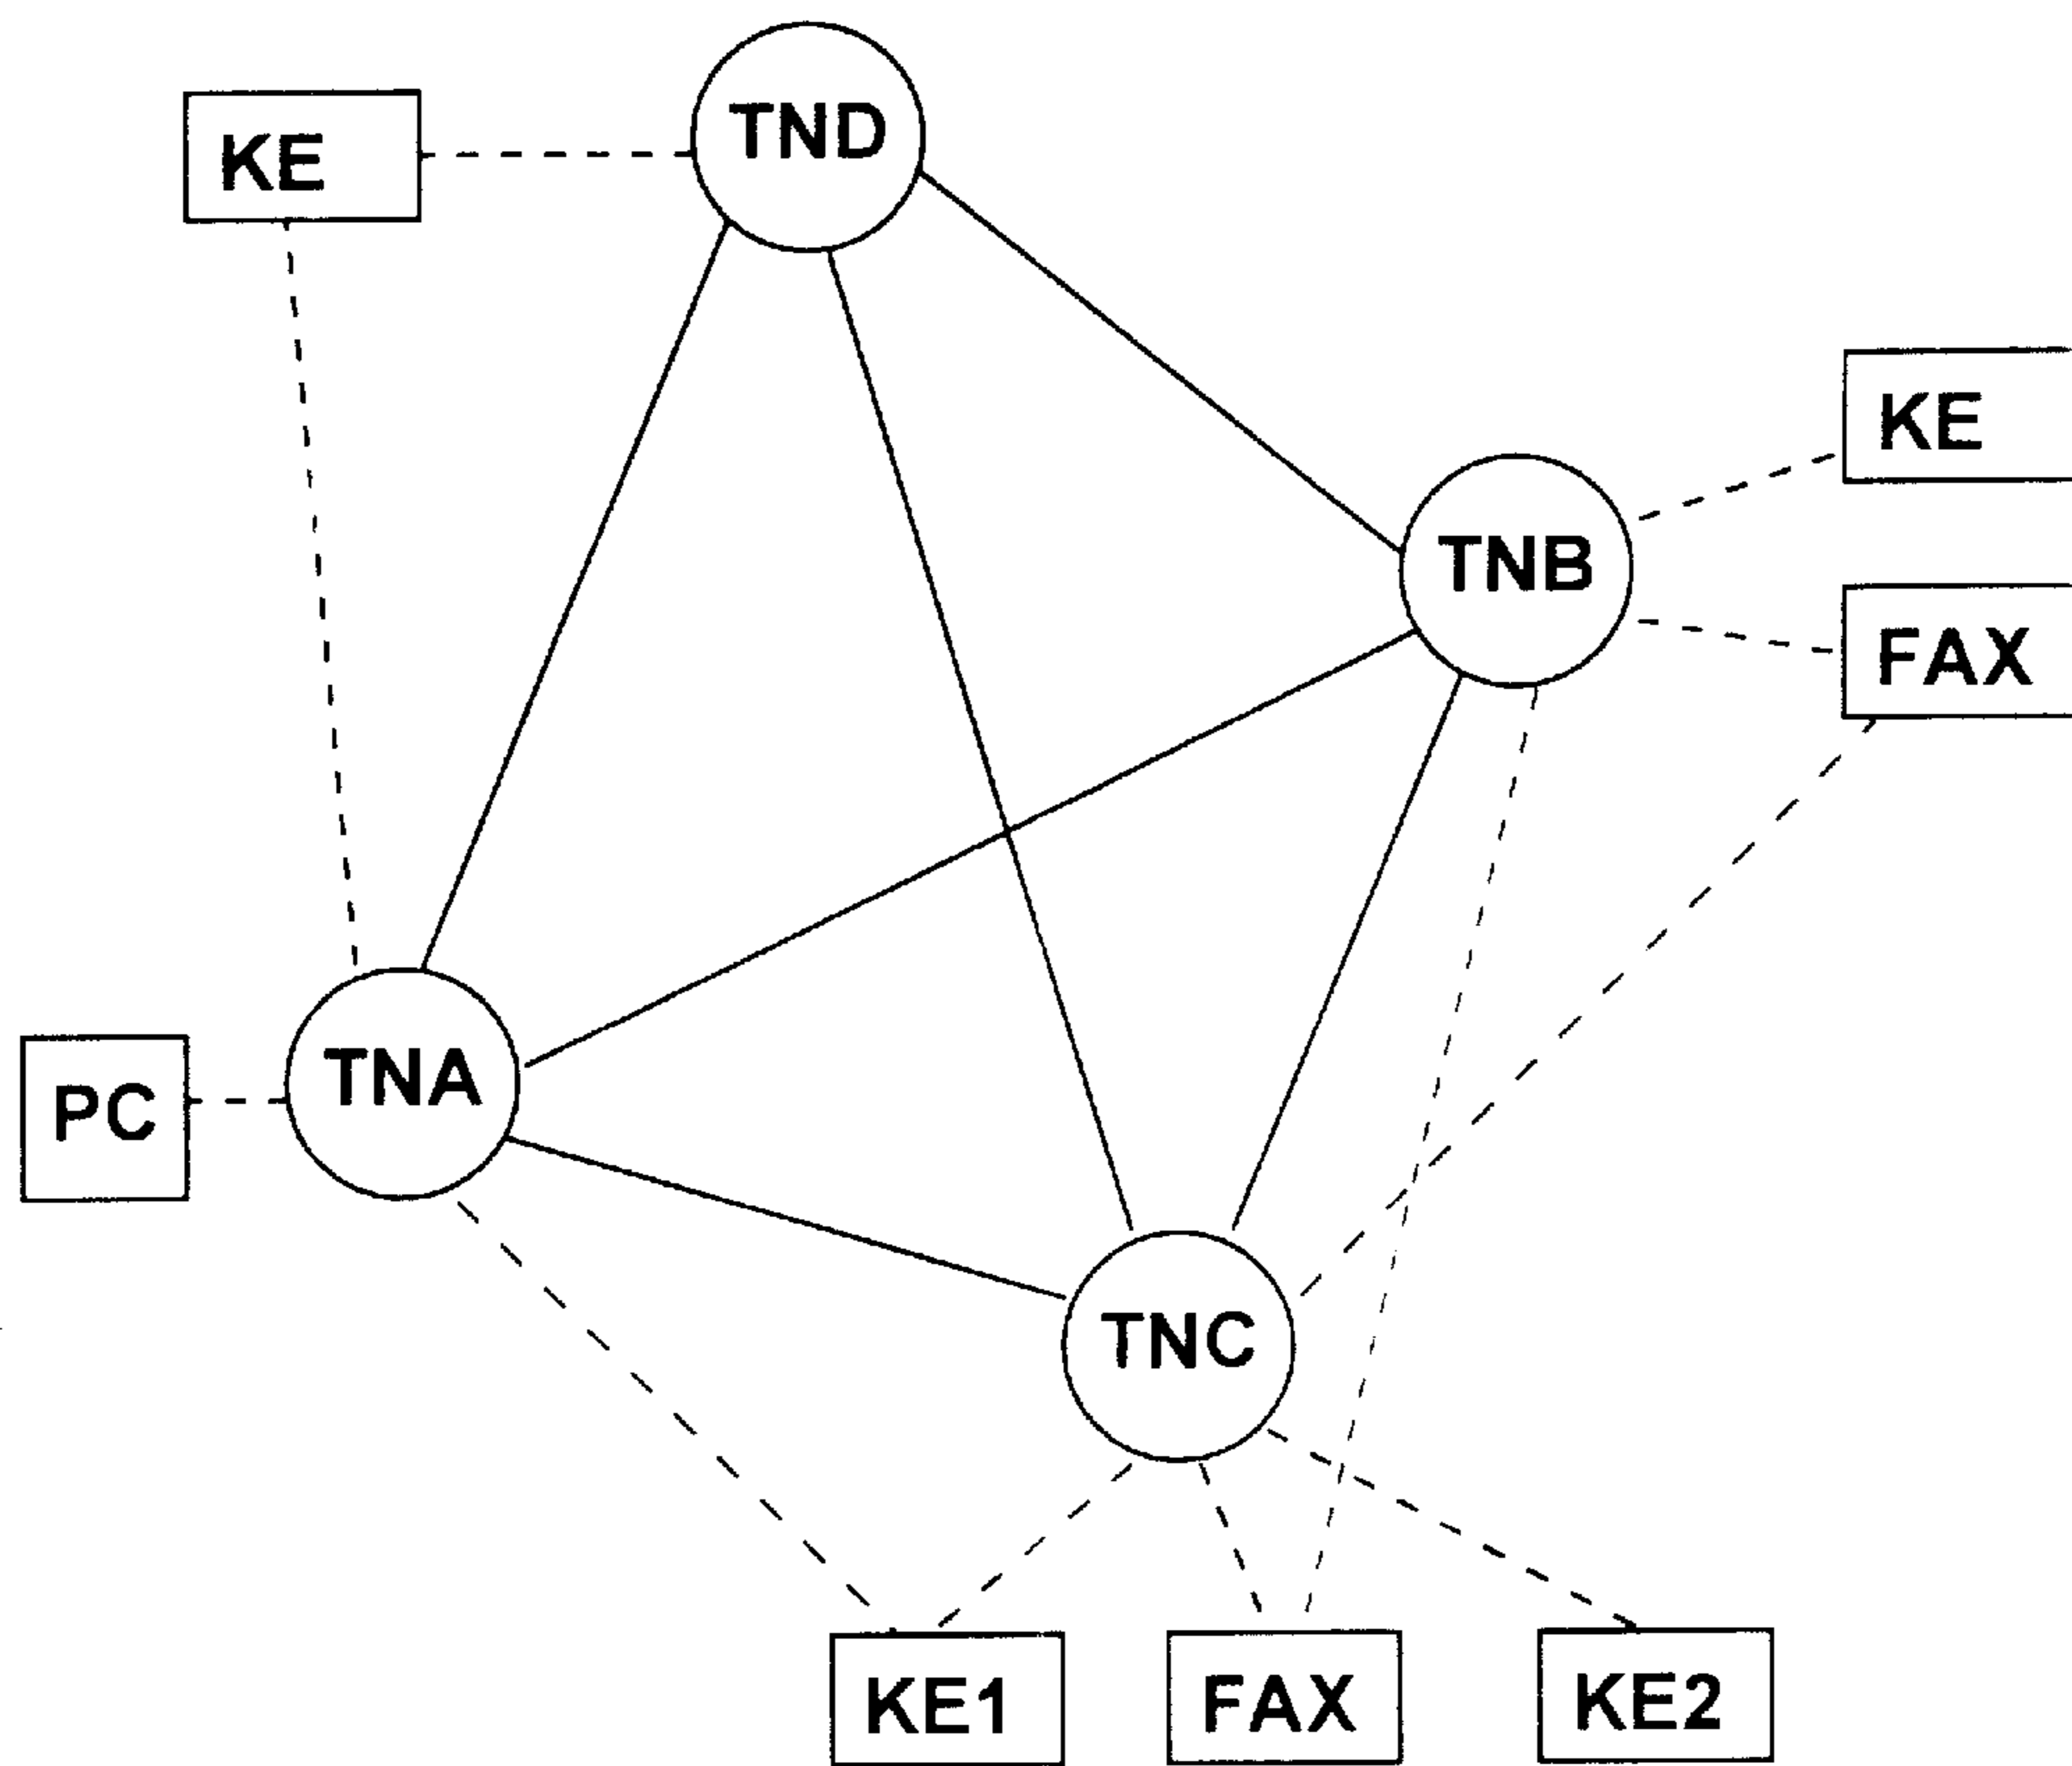 TND
KE
KE
TNB
FAX
TNA
PC
TNC
KE1
FAX
KE2